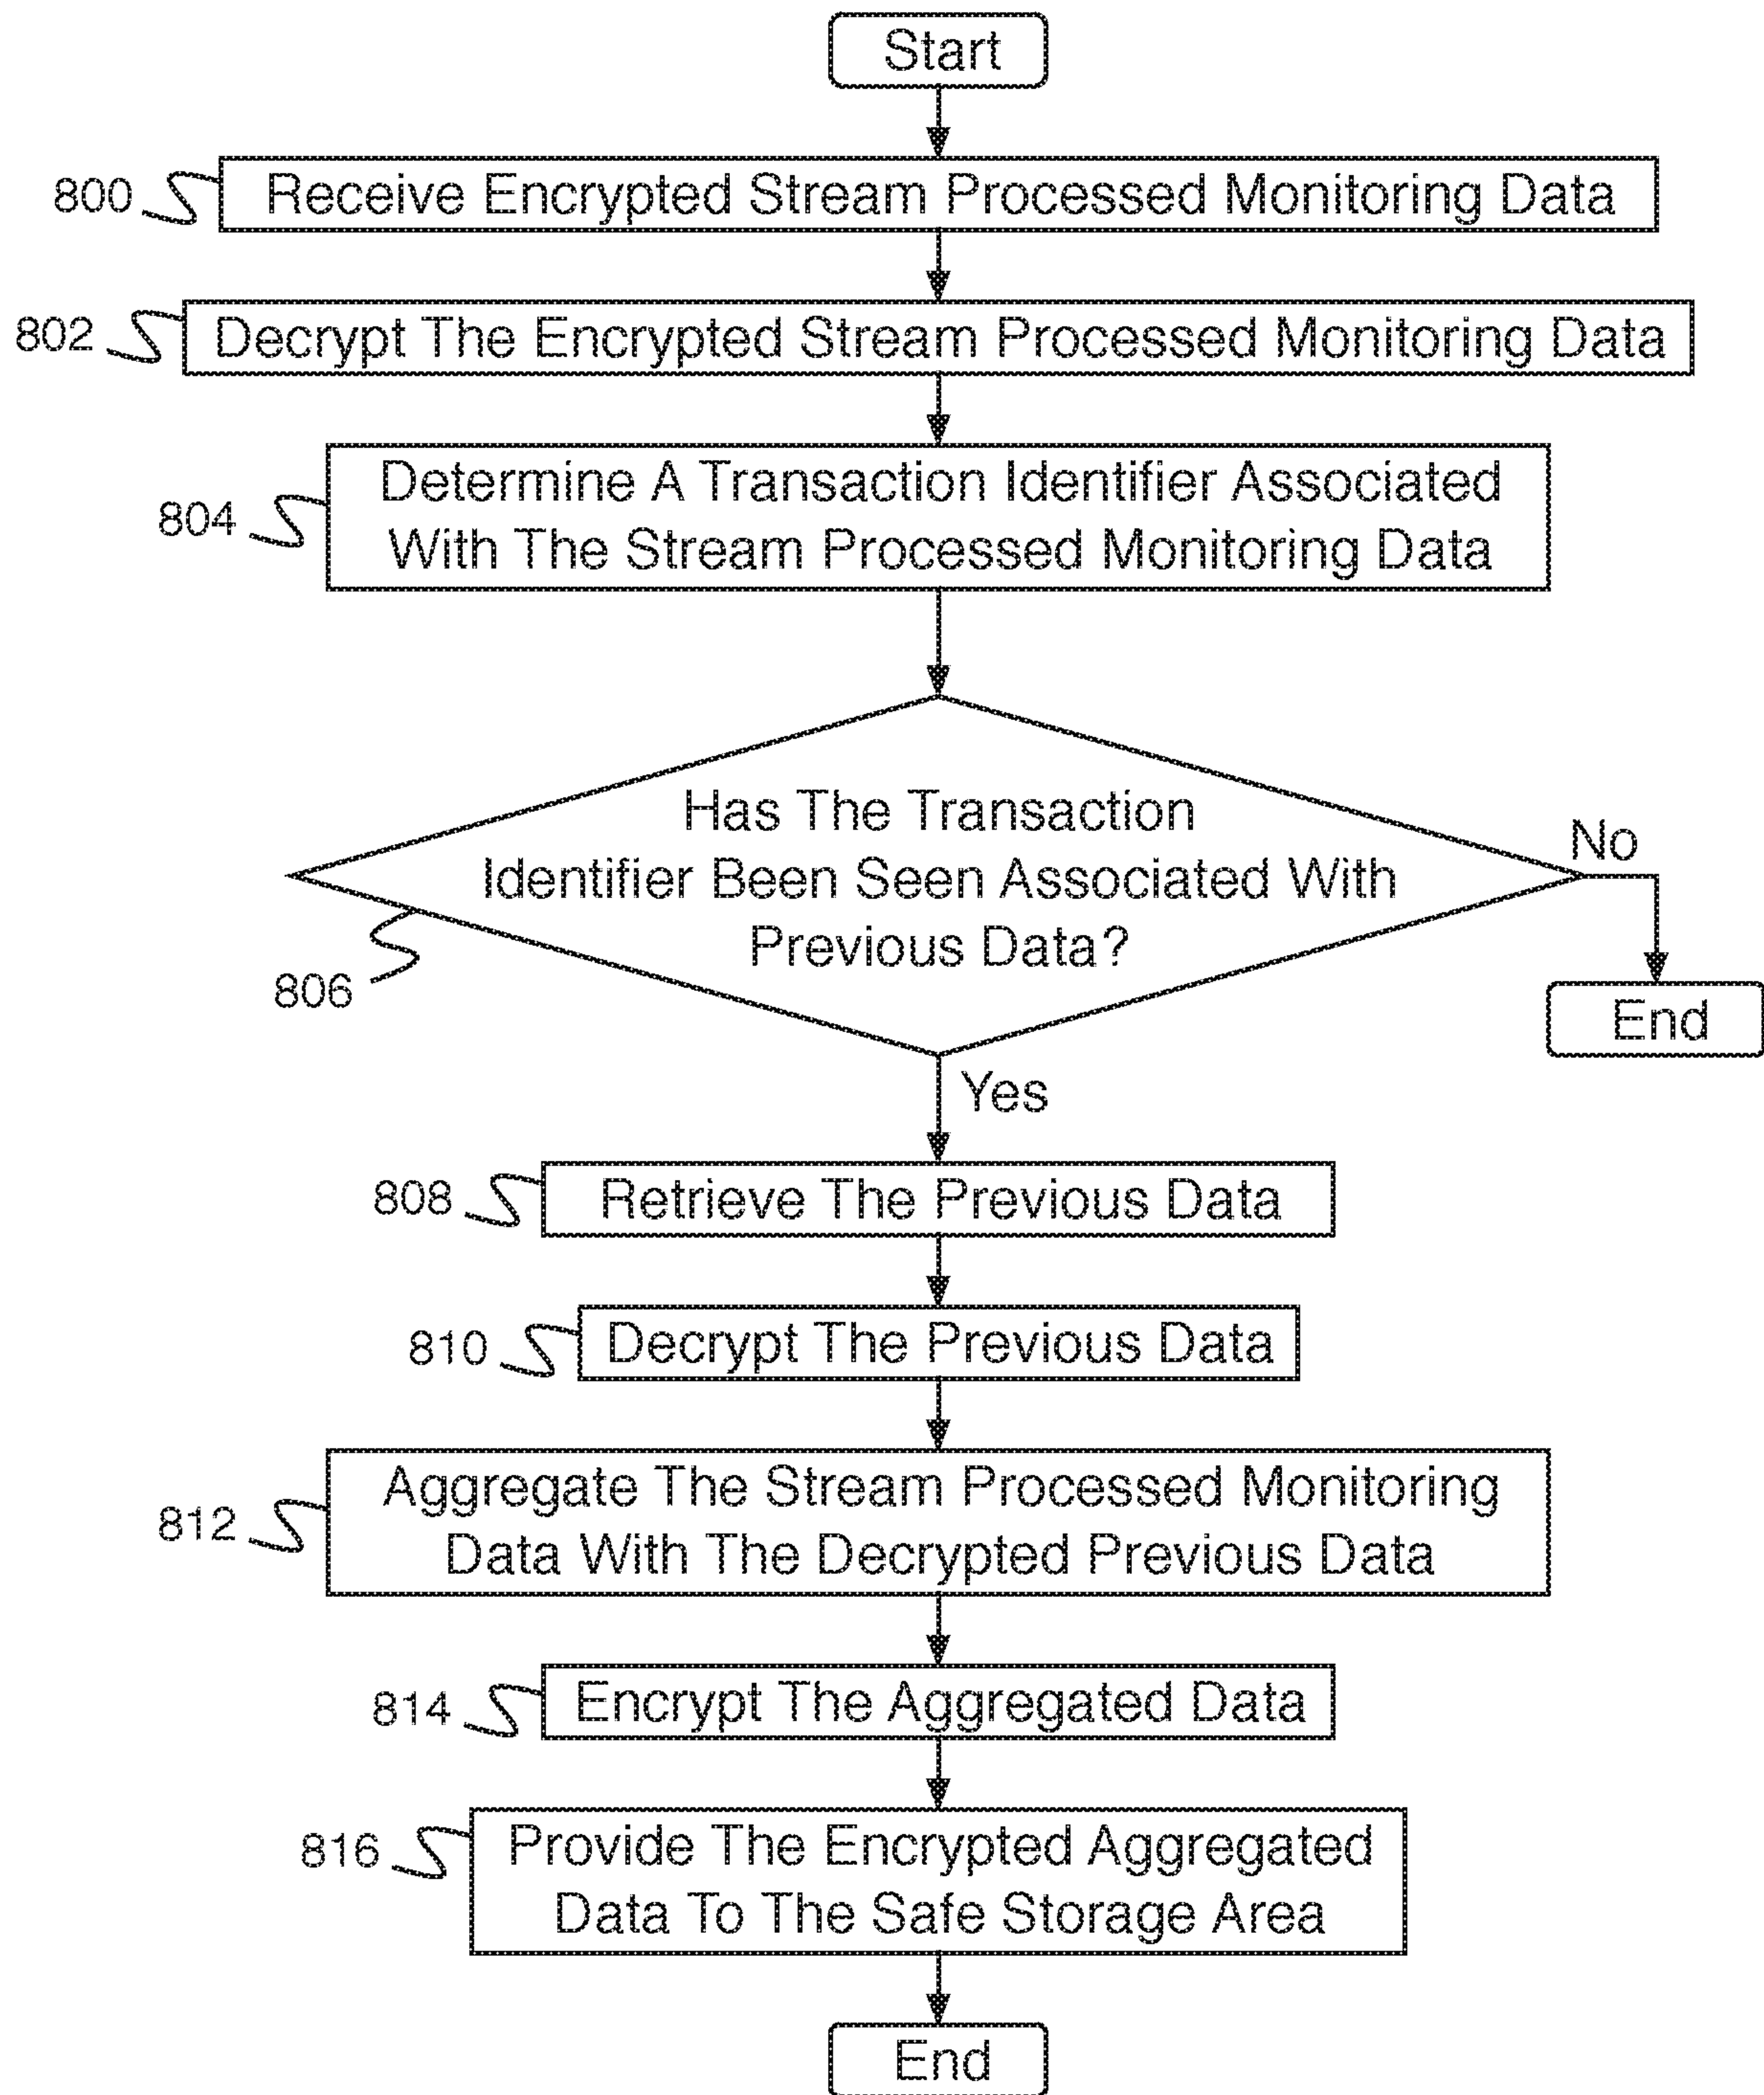 Start
800
Receive Encrypted Stream Processed Monitoring Data
802
Decrypt The Encrypted Stream Processed Monitoring Data
804
Determine A Transaction Identifier Associated
With The Stream Processed Monitoring Data
Has The Transaction
Identifier Been Seen Associated With
Previous Data?
806
No
End
Yes
808
Retrieve The Previous Data
810
Decrypt The Previous Data
812
Aggregate The Stream Processed Monitoring
Data With The Decrypted Previous Data
814
Encrypt The Aggregated Data
816
Provide The Encrypted Aggregated
Data To The Safe Storage Area
End